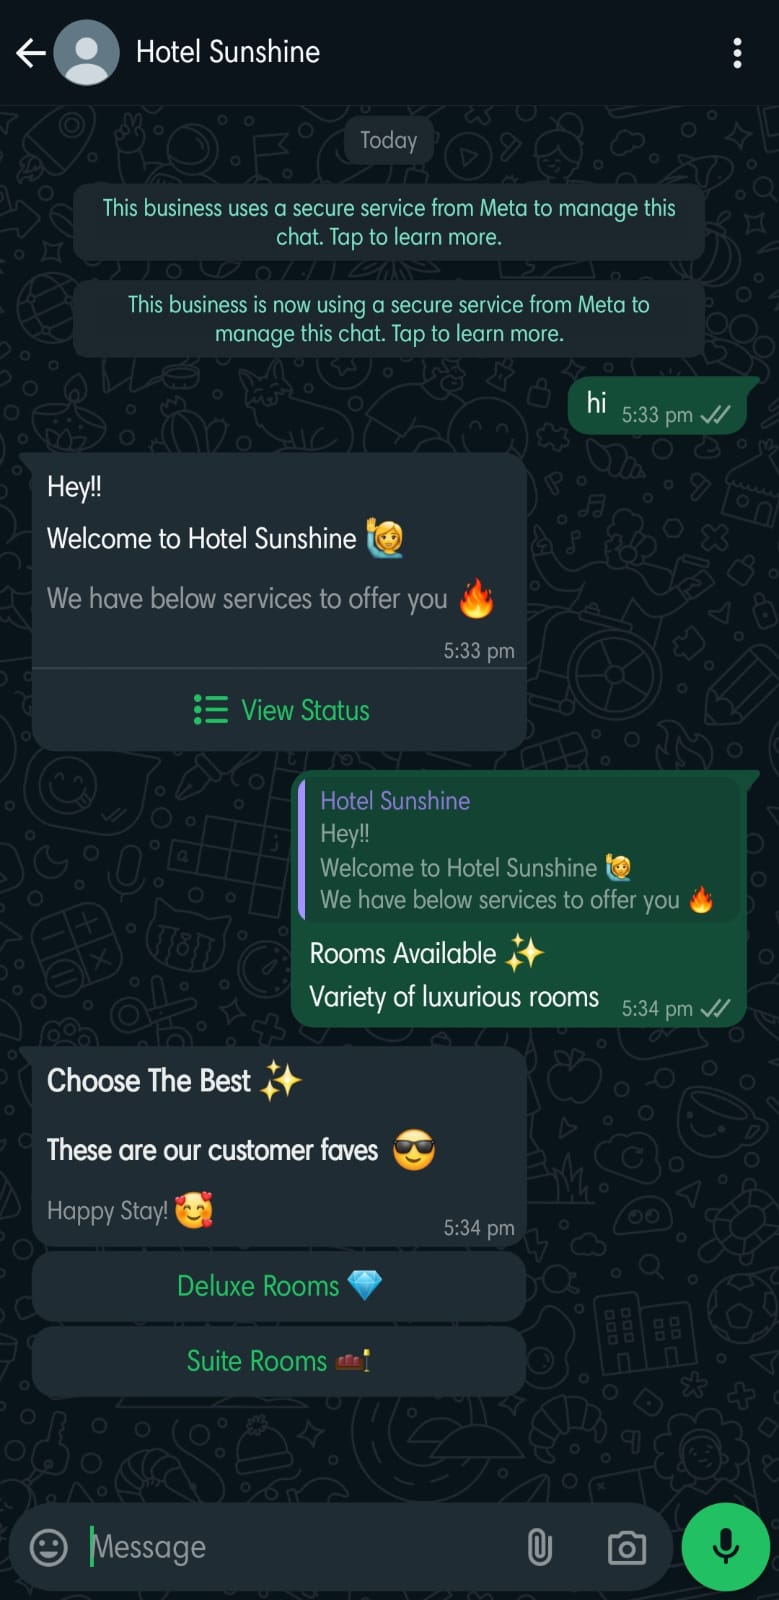 Hotel Sunshine
Today
This business uses a secure service from Meta to manage this
chat. Tap to learn more.
This business is now using a secure service from Meta to
manage this chat. Tap to learn more.
hi 5:33 pm
Hey!!
Welcome to Hotel Sunshine 🙋‍♀️
We have below services to offer you 🔥
5:33 pm
View Status
Hotel Sunshine
Hey!!
Welcome to Hotel Sunshine 🙋‍♀️
We have below services to offer you 🔥
Rooms Available ✨
Variety of luxurious rooms 5:34 pm
Choose The Best ✨
These are our customer faves 😎
Happy Stay! 🥰
5:34 pm
Deluxe Rooms 💎
Suite Rooms 🛋️
Message